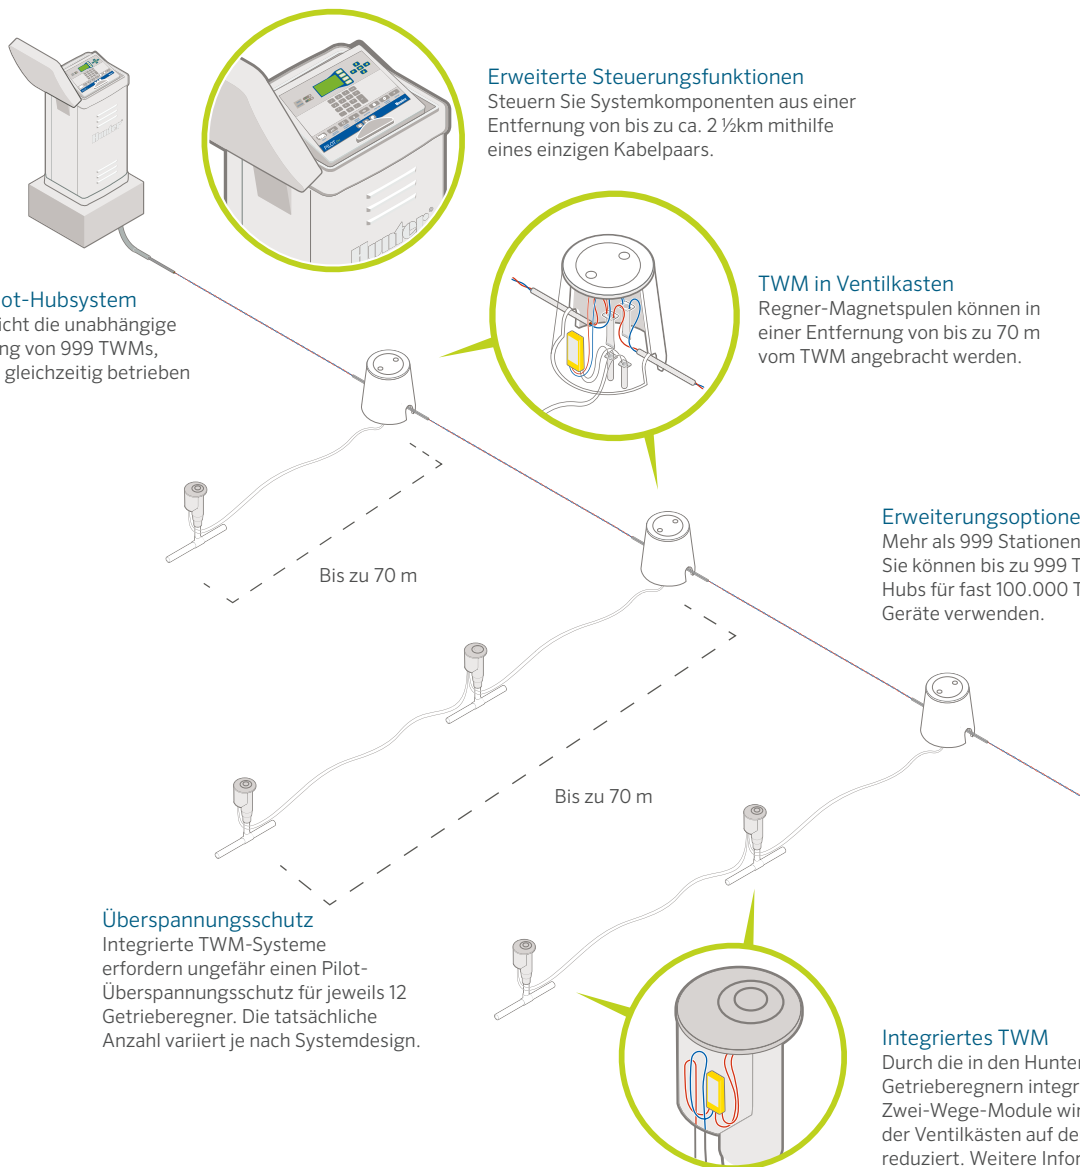 Erweiterte Steuerungsfunktionen
Steuern Sie Systemkomponenten aus einer
Entfernung von bis zu ca. 2 ½km mithilfe
eines einzigen Kabelpaars.
PILOT
Hunter
Hunter
ot-Hubsystem
icht die unabhängige
ng von 999 TWMs,
gleichzeitig betrieben
TWM in Ventilkasten
Regner-Magnetspulen können in
einer Entfernung von bis zu 70 m
vom TWM angebracht werden.
Bis zu 70 m
Erweiterungsoptione
Mehr als 999 Stationen
Sie können bis zu 999 T
Hubs für fast 100.000 T
Geräte verwenden.
Bis zu 70 m
Überspannungsschutz
Integrierte TWM-Systeme
erfordern ungefähr einen Pilot-
Überspannungsschutz für jeweils 12
Getrieberegner. Die tatsächliche
Anzahl variiert je nach Systemdesign.
Integriertes TWM
Durch die in den Hunter
Getrieberegnern integr
Zwei-Wege-Module wir
der Ventilkästen auf de
reduziert. Weitere Infor